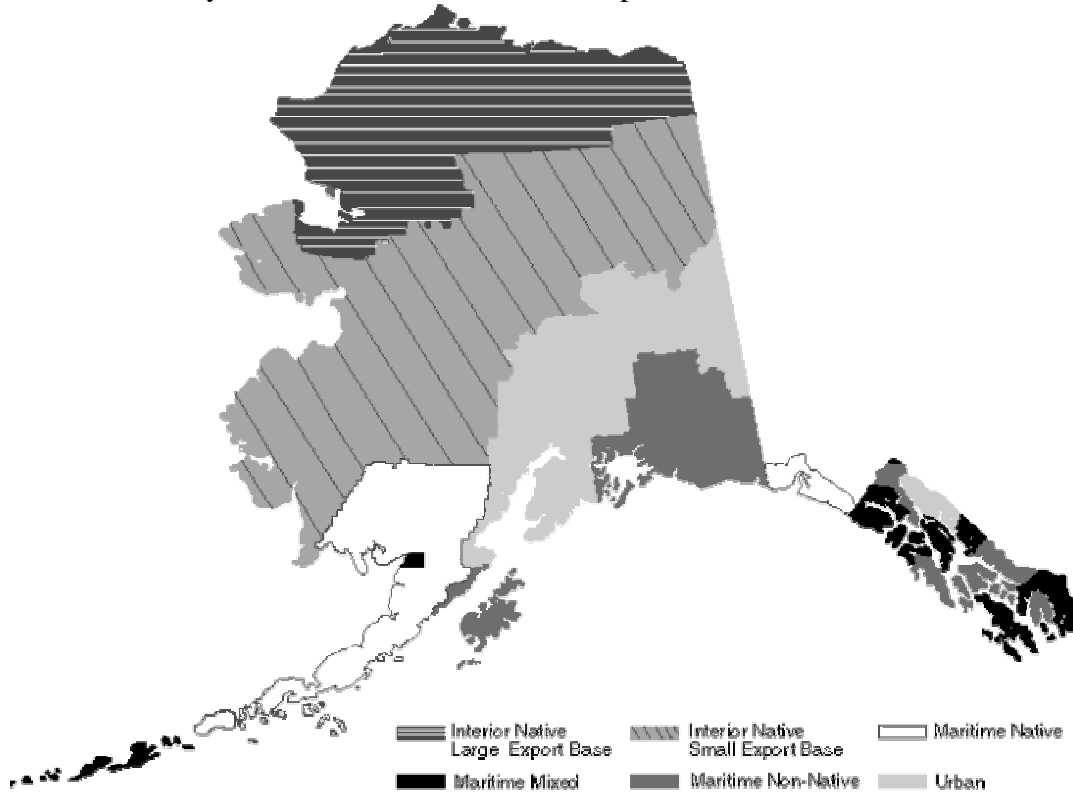 Interior Native
Large Export Base
Interior Native
Small Export Base
Maritime Native
Maritime Mixed
Maritime Non-Native
Urban